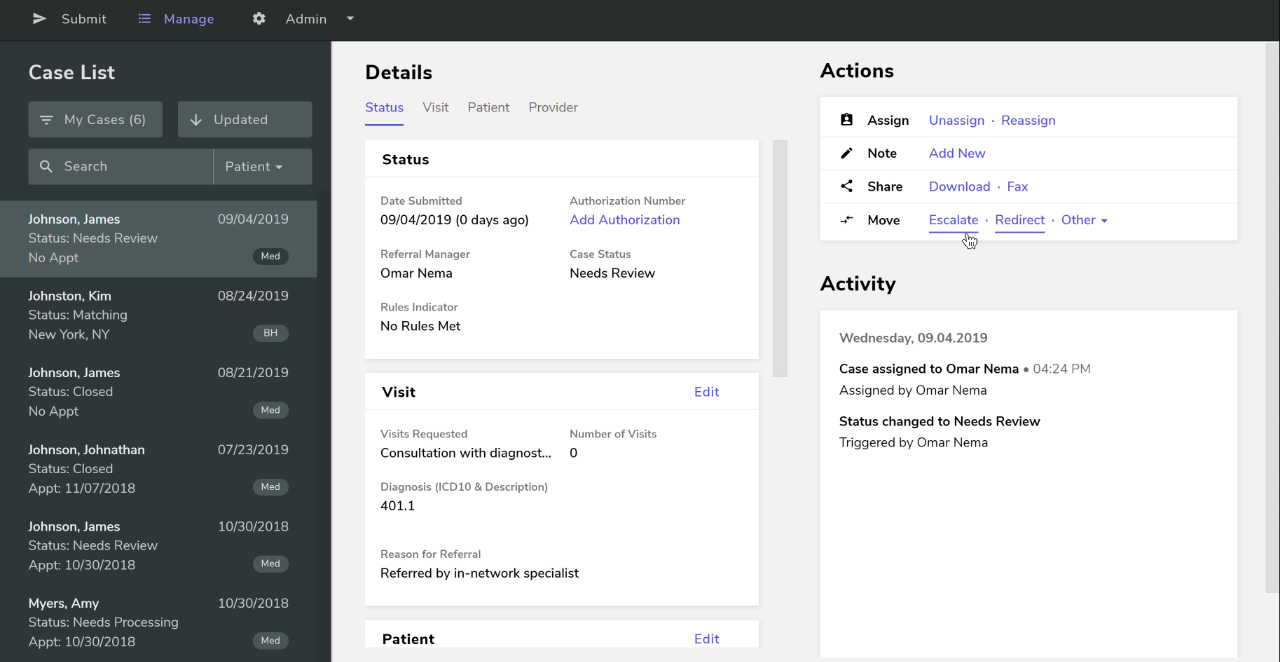 Submit Manage Admin
Case List
My Cases (6) Updated
Search Patient
Johnson, James 09/04/2019
Status: Needs Review
No Appt Med
Johnston, Kim 08/24/2019
Status: Matching
New York, NY BH
Johnson, James 08/21/2019
Status: Closed
No Appt Med
Johnson, Johnathan 07/23/2019
Status: Closed
Appt: 11/07/2018 Med
Johnson, James 10/30/2018
Status: Needs Review
Appt: 10/30/2018 Med
Myers, Amy 10/30/2018
Status: Needs Processing
Appt: 10/30/2018 Med
Details
Status Visit Patient Provider
Status
Date Submitted Authorization Number
09/04/2019 (0 days ago) Add Authorization
Referral Manager Case Status
Omar Nema Needs Review
Rules Indicator
No Rules Met
Visit Edit
Visits Requested Number of Visits
Consultation with diagnost... 0
Diagnosis (ICD10 & Description)
401.1
Reason for Referral
Referred by in-network specialist
Patient Edit
Actions
Assign Unassign · Reassign
Note Add New
Share Download · Fax
Move Escalate · Redirect · Other
Activity
Wednesday, 09.04.2019
Case assigned to Omar Nema • 04:24 PM
Assigned by Omar Nema
Status changed to Needs Review
Triggered by Omar Nema